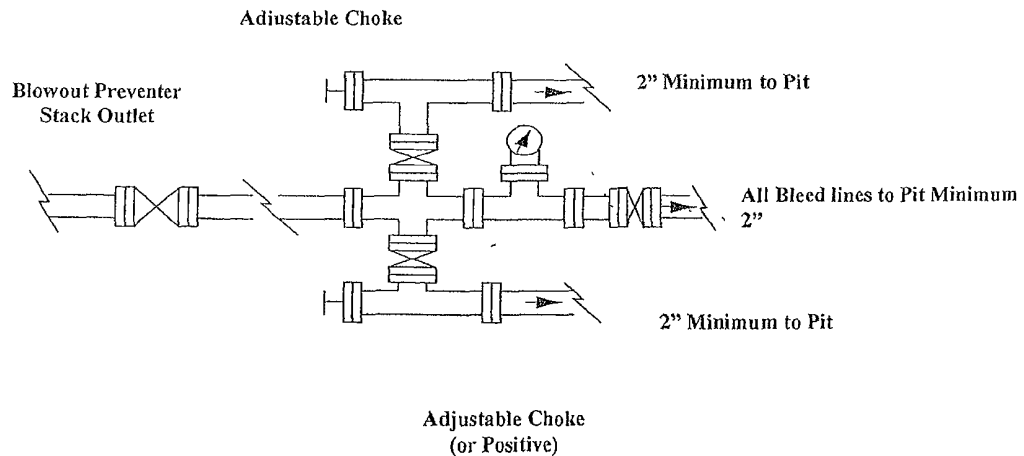 Adjustable Choke
Blowout Preventer
Stack Outlet
2” Minimum to Pit
All Bleed lines to Pit Minimum
2”
2” Minimum to Pit
Adjustable Choke
(or Positive)